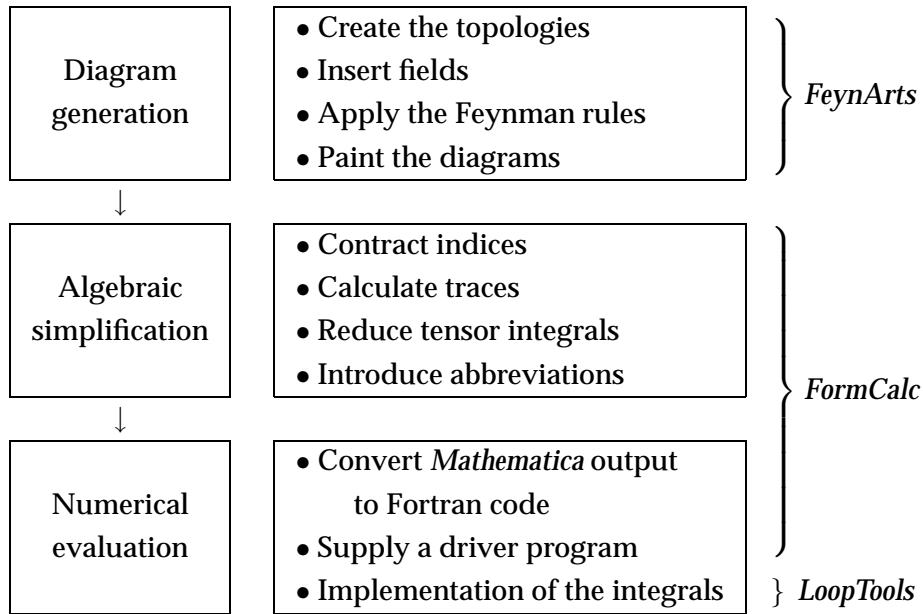 Diagram
generation
• Create the topologies
• Insert fields
• Apply the Feynman rules
• Paint the diagrams
} FeynArts
↓
Algebraic
simplification
• Contract indices
• Calculate traces
• Reduce tensor integrals
• Introduce abbreviations
} FormCalc
↓
Numerical
evaluation
• Convert Mathematica output
to Fortran code
• Supply a driver program
• Implementation of the integrals
} LoopTools